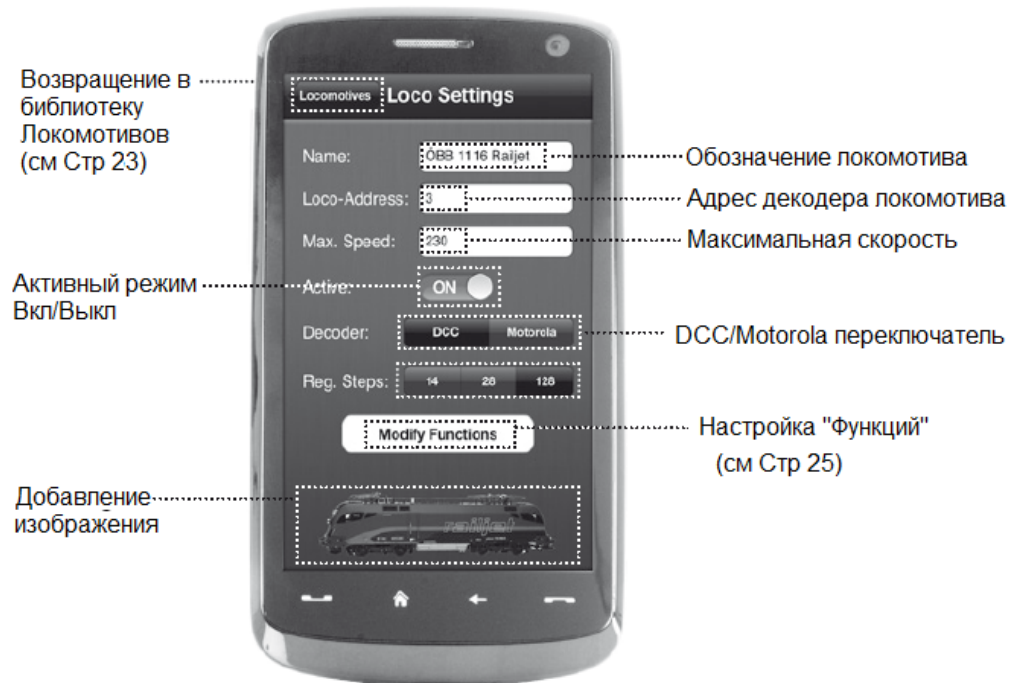 Возвращение в
библиотеку
Локомотивов
(см Стр 23)
Активный режим
Вкл/Выкл
Добавление
изображения
Locomotives
Loco Settings
Name:
ÖBB 1116 Railjet
Loco-Address:
3
Max. Speed:
230
Active:
ON
Decoder:
DCC
Motorola
Reg. Steps:
14
28
128
Modify Functions
railjet
Обозначение локомотива
Адрес декодера локомотива
Максимальная скорость
DCC/Motorola переключатель
Настройка "Функций"
(см Стр 25)